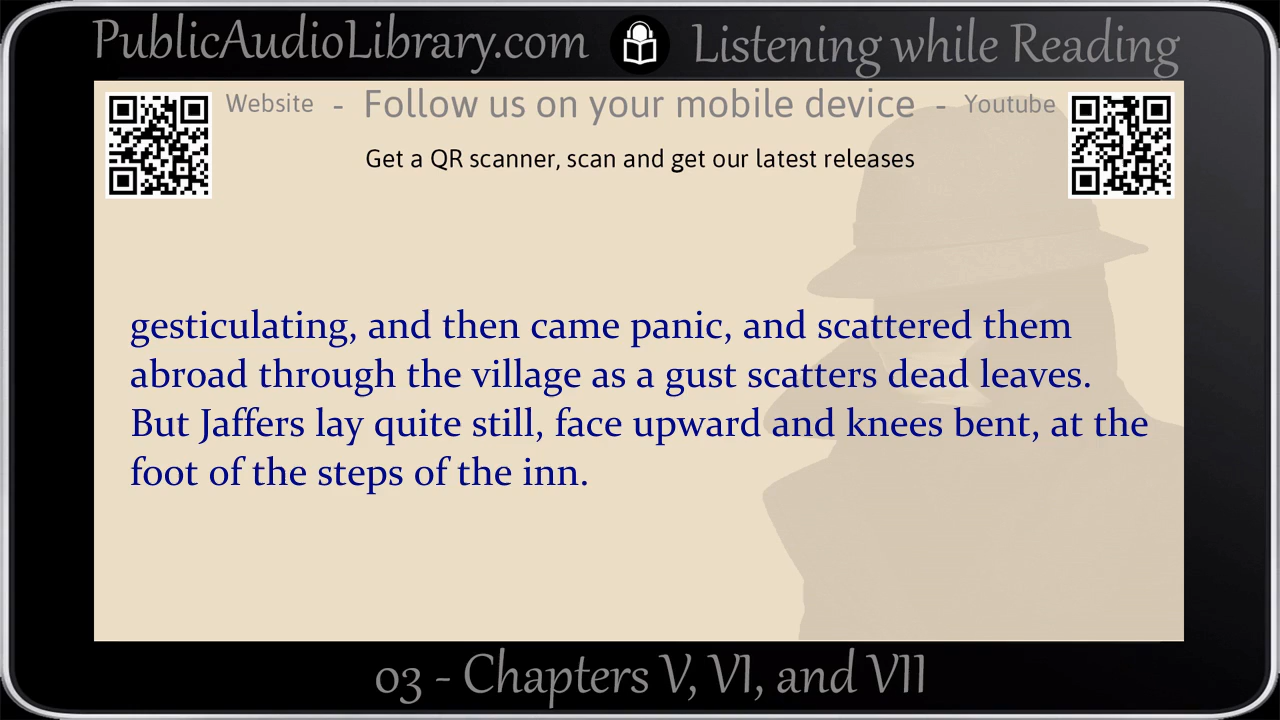 PublicAudioLibrary.com Listening while Reading
Website - Follow us on your mobile device - Youtube
Get a QR scanner, scan and get our latest releases
gesticulating, and then came panic, and scattered them
abroad through the village as a gust scatters dead leaves.
But Jaffers lay quite still, face upward and knees bent, at the
foot of the steps of the inn.
03 - Chapters V, VI, and VII